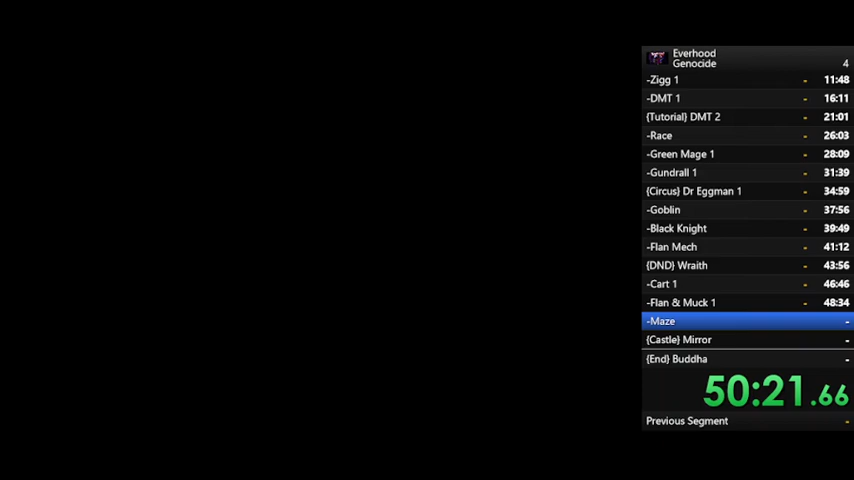 Everhood
Genocide 4
-Zigg 1 - 11:48
-DMT 1 - 16:11
{Tutorial} DMT 2 - 21:01
-Race - 26:03
-Green Mage 1 - 28:09
-Gundrall 1 - 31:39
{Circus} Dr Eggman 1 - 34:59
-Goblin - 37:56
-Black Knight - 39:49
-Flan Mech - 41:12
{DND} Wraith - 43:56
-Cart 1 - 46:46
-Flan & Muck 1 - 48:34
-Maze -
{Castle} Mirror -
{End} Buddha -
50:21.66
Previous Segment -